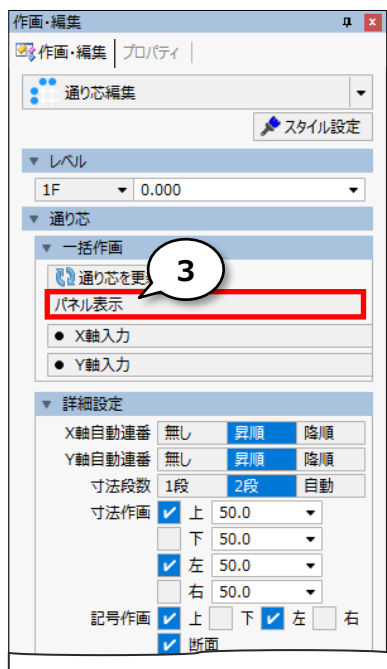 作画・編集
作画・編集 プロパティ
通り芯編集
スタイル設定
レベル
1F 0.000
通り芯
一括作画
通り芯を更
3
パネル表示
X軸入力
Y軸入力
詳細設定
X軸自動連番 無し 昇順 降順
Y軸自動連番 無し 昇順 降順
寸法段数 1段 2段 自動
寸法作画 上 50.0
下 50.0
左 50.0
右 50.0
記号作画 上 下 左 右
断面